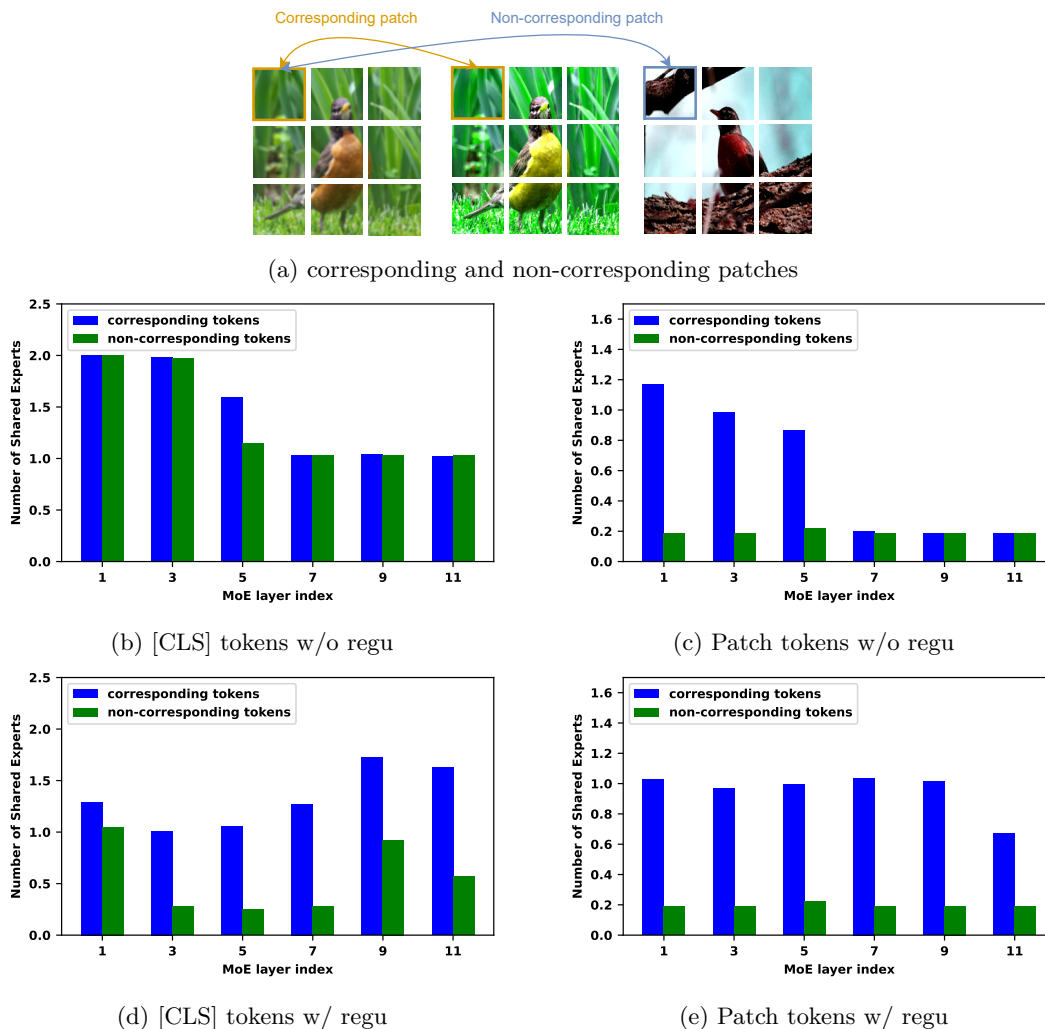 Corresponding patch
Non-corresponding patch
(a) corresponding and non-corresponding patches
2.5
2.0
1.5
1.0
0.5
0.0
Number of Shared Experts
corresponding tokens
non-corresponding tokens
1 3 5 7 9 11
MoE layer index
(b) [CLS] tokens w/o regu
1.6
1.4
1.2
1.0
0.8
0.6
0.4
0.2
0.0
Number of Shared Experts
corresponding tokens
non-corresponding tokens
1 3 5 7 9 11
MoE layer index
(c) Patch tokens w/o regu
2.5
2.0
1.5
1.0
0.5
0.0
Number of Shared Experts
corresponding tokens
non-corresponding tokens
1 3 5 7 9 11
MoE layer index
(d) [CLS] tokens w/ regu
1.6
1.4
1.2
1.0
0.8
0.6
0.4
0.2
0.0
Number of Shared Experts
corresponding tokens
non-corresponding tokens
1 3 5 7 9 11
MoE layer index
(e) Patch tokens w/ regu